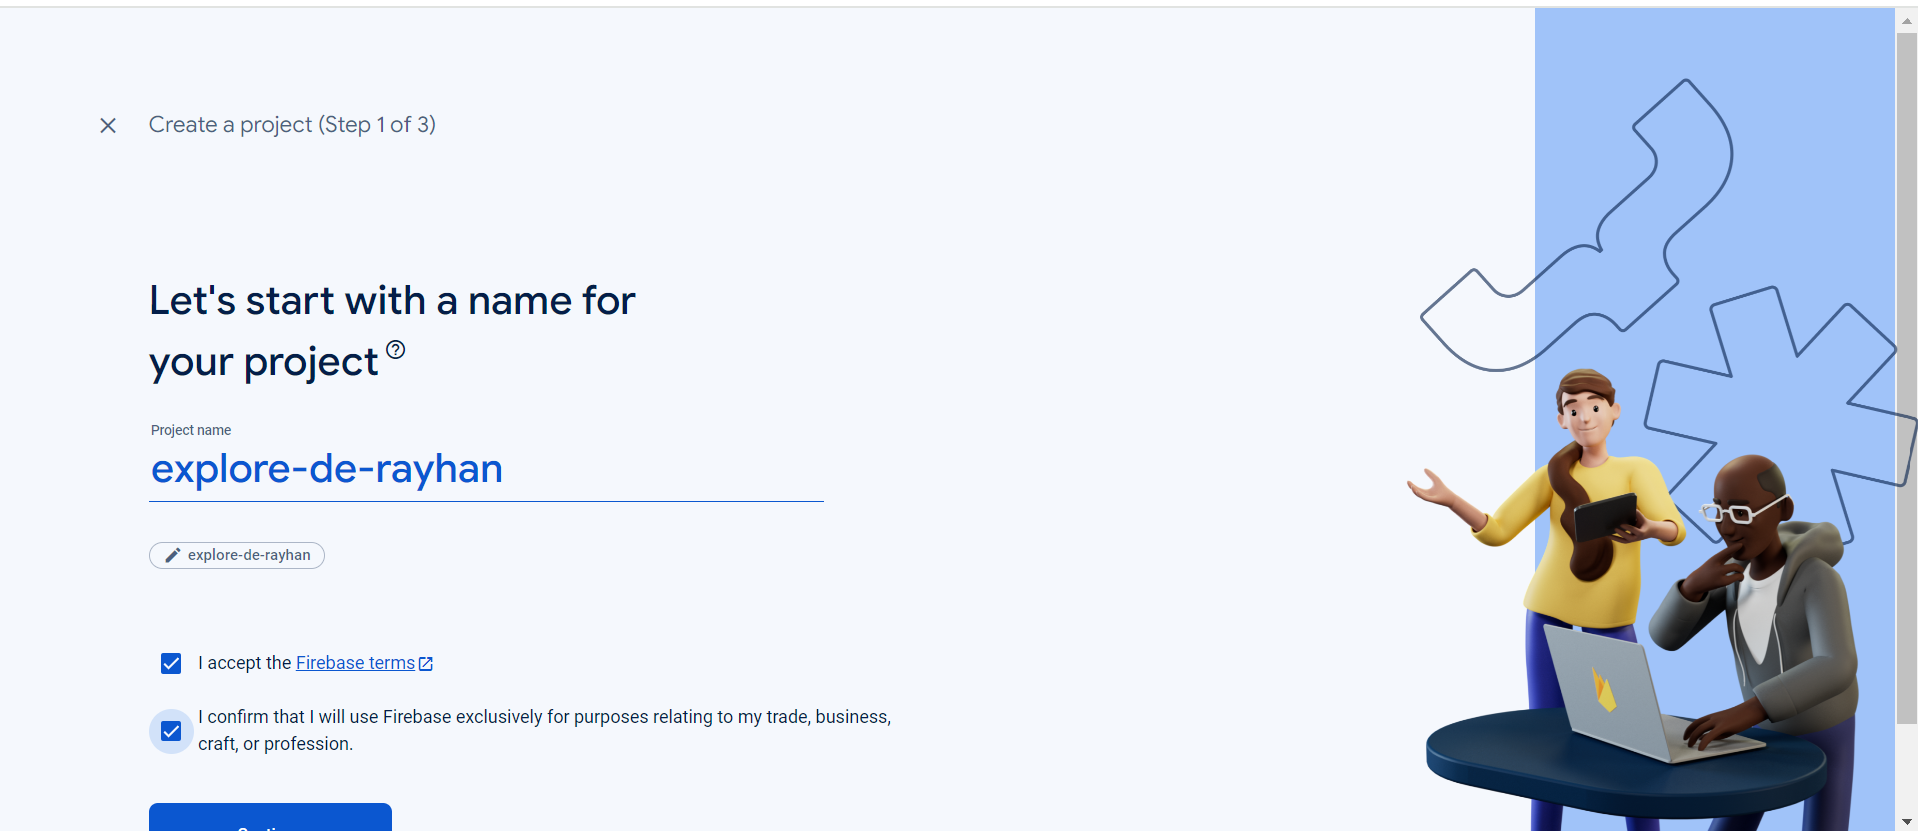 Create a project (Step 1 of 3)
Let's start with a name for
your project
Project name
explore-de-rayhan
explore-de-rayhan
I accept the Firebase terms
I confirm that I will use Firebase exclusively for purposes relating to my trade, business,
craft, or profession.